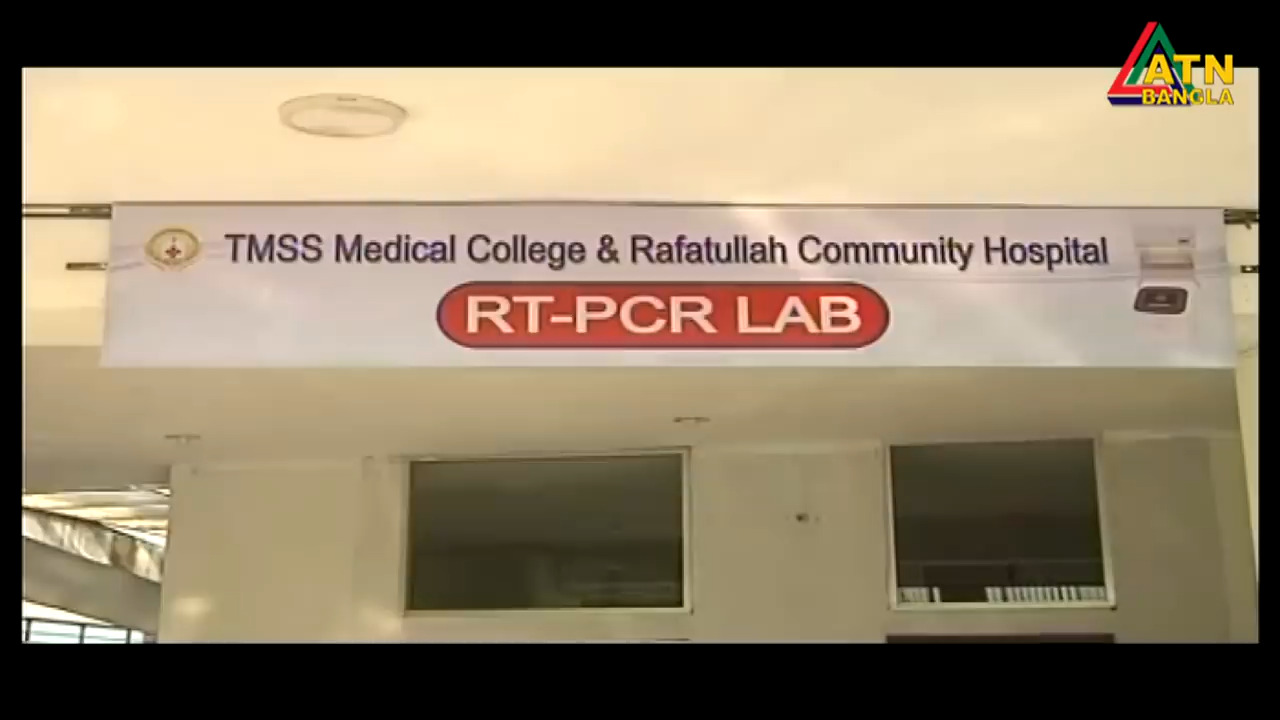 ATN
BANGLA
TMSS Medical College & Rafatullah Community Hospital
RT-PCR LAB